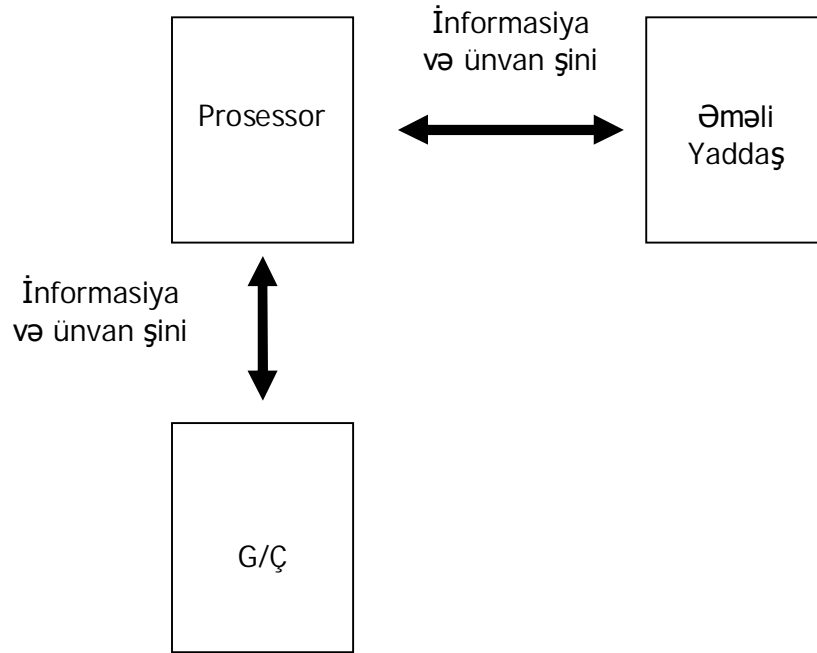 İnformasiya
və ünvan şini
Prosessor
Əməli
Yaddaş
İnformasiya
və ünvan şini
G/Ç